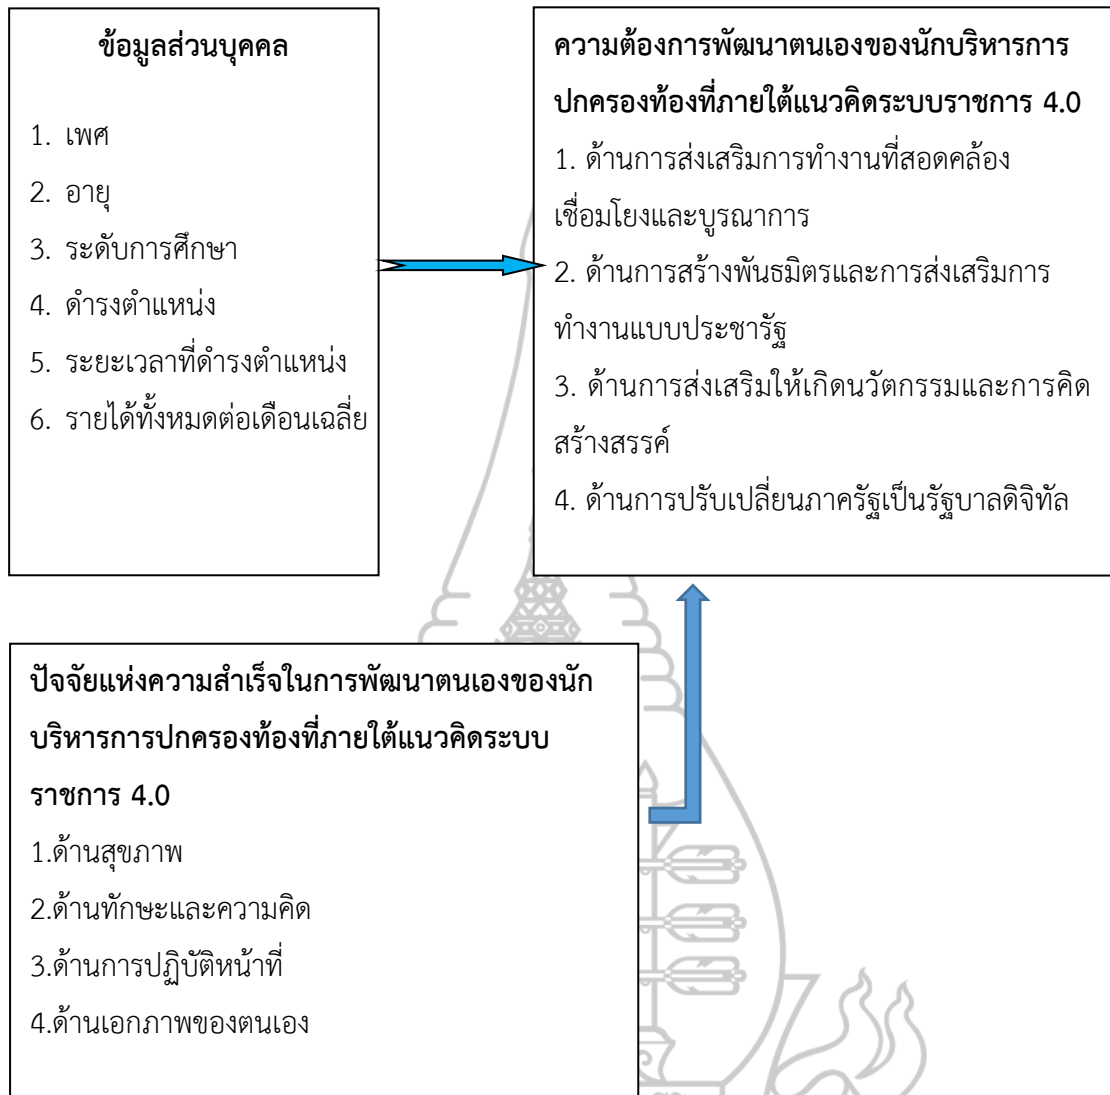 ข้อมูลส่วนบุคคล
1. เพศ
2. อายุ
3. ระดับการศึกษา
4. ดำรงตำแหน่ง
5. ระยะเวลาที่ดำรงตำแหน่ง
6. รายได้ทั้งหมดต่อเดือนเฉลี่ย
ความต้องการพัฒนาตนเองของนักบริหารการ
ปกครองท้องที่ภายใต้แนวคิดระบบราชการ 4.0
1. ด้านการส่งเสริมการทำงานที่สอดคล้อง
เชื่อมโยงและบูรณาการ
2. ด้านการสร้างพันธมิตรและการส่งเสริมการ
ทำงานแบบประชารัฐ
3. ด้านการส่งเสริมให้เกิดนวัตกรรมและการคิด
สร้างสรรค์
4. ด้านการปรับเปลี่ยนภาครัฐเป็นรัฐบาลดิจิทัล
ปัจจัยแห่งความสำเร็จในการพัฒนาตนเองของนัก
บริหารการปกครองท้องที่ภายใต้แนวคิดระบบ
ราชการ 4.0
1.ด้านสุขภาพ
2.ด้านทักษะและความคิด
3.ด้านการปฏิบัติหน้าที่
4.ด้านเอกภาพของตนเอง